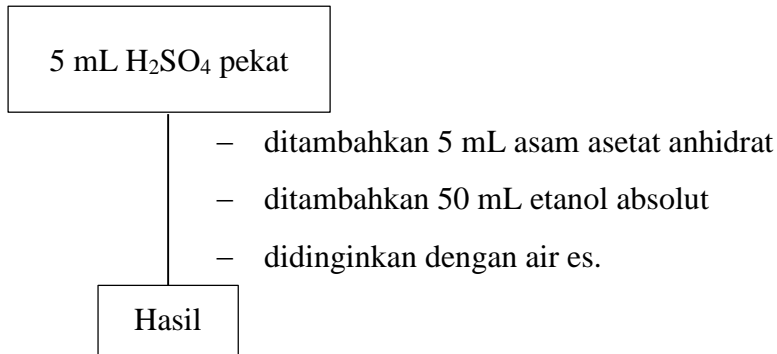 5 mL H₂SO₄ pekat
– ditambahkan 5 mL asam asetat anhidrat
– ditambahkan 50 mL etanol absolut
– didinginkan dengan air es.
Hasil